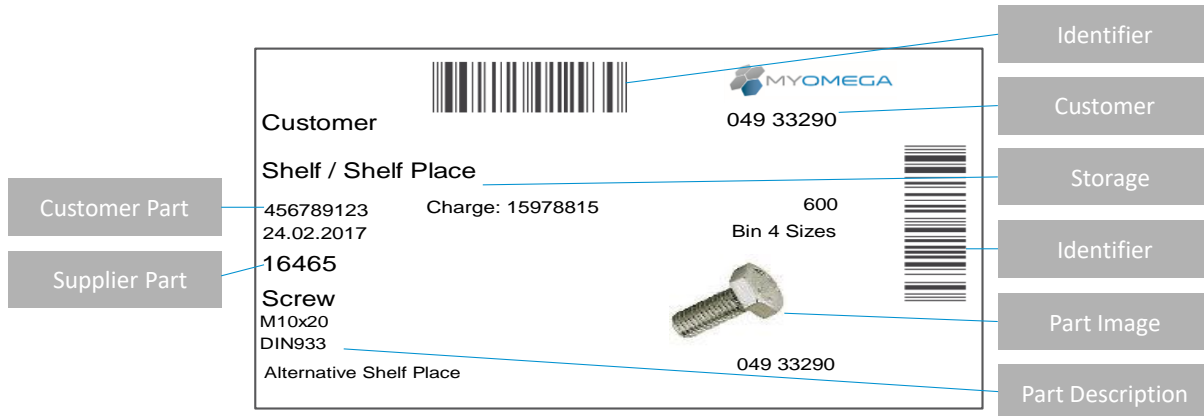 Identifier
MYOMEGA
Customer
049 33290
Customer
Shelf / Shelf Place
Storage
Customer Part
456789123
Charge: 15978815
600
24.02.2017
Bin 4 Sizes
Identifier
Supplier Part
16465
Screw
M10x20
Part Image
DIN933
049 33290
Alternative Shelf Place
Part Description